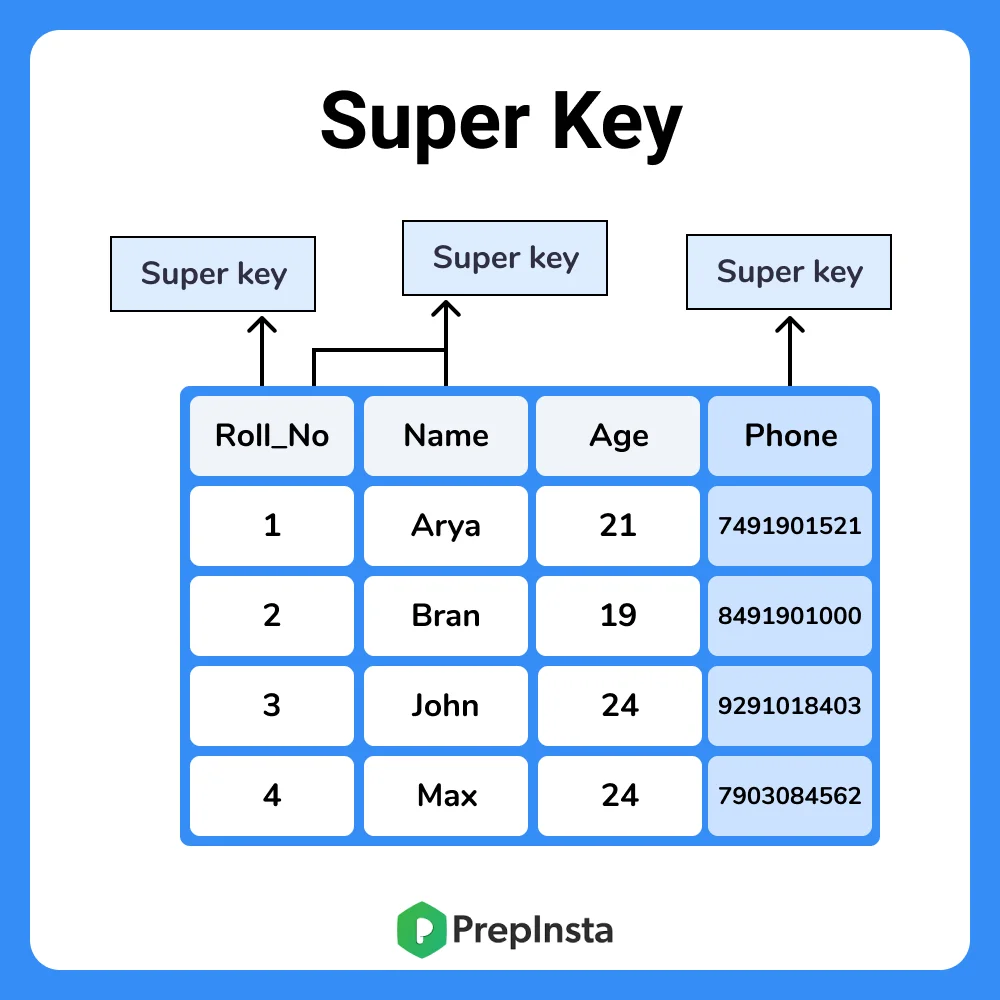 Super Key
Super key
Super key
Super key
Roll_No Name Age Phone
1 Arya 21 7491901521
2 Bran 19 8491901000
3 John 24 9291018403
4 Max 24 7903084562
PrepInsta